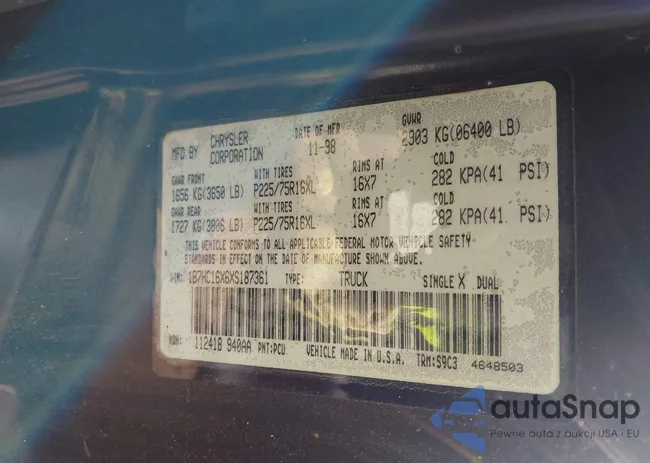 MFD BY CHRYSLER CORPORATION DATE OF MFR 11-98 GVWR 2903 KG(06400 LB)
GAWR FRONT WITH TIRES RIMS AT COLD
1656 KG(3650 LB) P225/75R16XL 16X7 282 KPA(41 PSI)
GAWR REAR WITH TIRES RIMS AT COLD
1727 KG(3806 LB) P225/75R16XL 16X7 282 KPA(41 PSI)
THIS VEHICLE CONFORMS TO ALL APPLICABLE FEDERAL MOTOR VEHICLE SAFETY
STANDARDS IN EFFECT ON THE DATE OF MANUFACTURE SHOWN ABOVE.
VIN: 1B7HC16X6XS187361 TYPE: TRUCK SINGLE X DUAL
MDH: 112418 940AA PNT:PCU VEHICLE MADE IN U.S.A. TRM:S9C3 4648503
autaSnap
Pewne auta z aukcji USA · EU